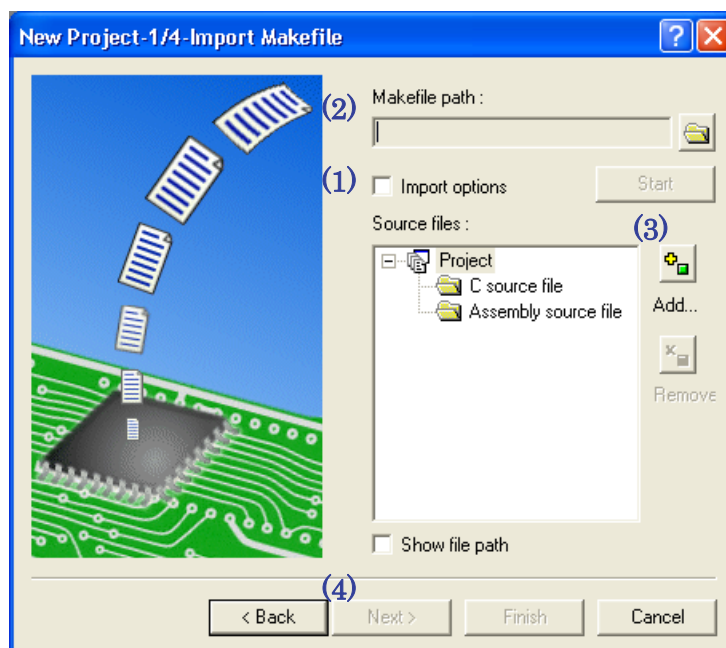 New Project-1/4-Import Makefile
(2) Makefile path :
(1) Import options Start
Source files :
(3)
Project
C source file
Assembly source file
Add...
Remove
Show file path
(4)
< Back Next > Finish Cancel